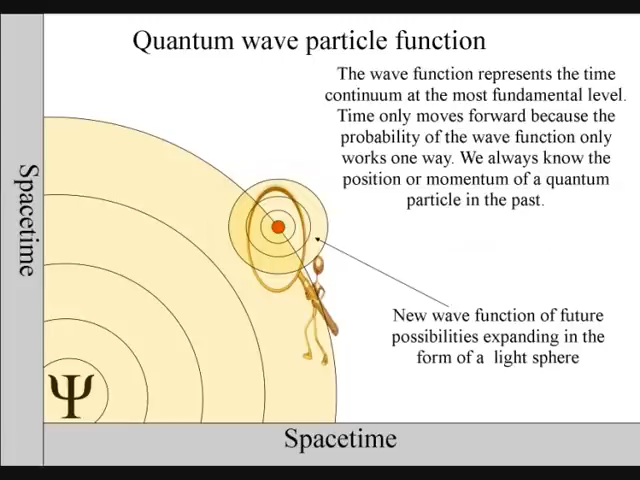 Quantum wave particle function
The wave function represents the time
continuum at the most fundamental level.
Time only moves forward because the
probability of the wave function only
works one way. We always know the
position or momentum of a quantum
particle in the past.
Spacetime
New wave function of future
possibilities expanding in the
form of a light sphere
Ψ
Spacetime